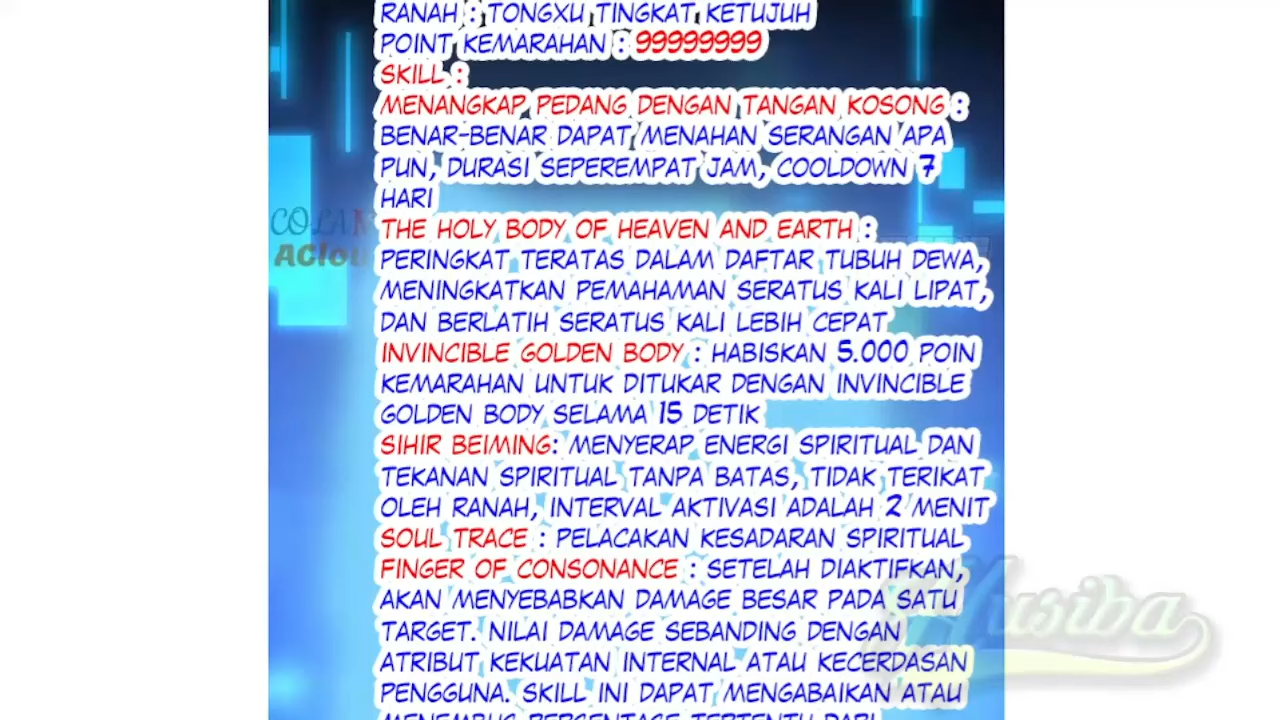 RANAH : TONGXU TINGKAT KETUJUH
POINT KEMARAHAN : 99999999
SKILL :
MENANGKAP PEDANG DENGAN TANGAN KOSONG :
BENAR-BENAR DAPAT MENAHAN SERANGAN APA
PUN, DURASI SEPEREMPAT JAM, COOLDOWN 7
HARI
THE HOLY BODY OF HEAVEN AND EARTH :
PERINGKAT TERATAS DALAM DAFTAR TUBUH DEWA,
MENINGKATKAN PEMAHAMAN SERATUS KALI LIPAT,
DAN BERLATIH SERATUS KALI LEBIH CEPAT
INVINCIBLE GOLDEN BODY : HABISKAN 5.000 POIN
KEMARAHAN UNTUK DITUKAR DENGAN INVINCIBLE
GOLDEN BODY SELAMA 15 DETIK
SIHIR BEIMING: MENYERAP ENERGI SPIRITUAL DAN
TEKANAN SPIRITUAL TANPA BATAS, TIDAK TERIKAT
OLEH RANAH, INTERVAL AKTIVASI ADALAH 2 MENIT
SOUL TRACE : PELACAKAN KESADARAN SPIRITUAL
FINGER OF CONSONANCE : SETELAH DIAKTIFKAN,
AKAN MENYEBABKAN DAMAGE BESAR PADA SATU
TARGET. NILAI DAMAGE SEBANDING DENGAN
ATRIBUT KEKUATAN INTERNAL ATAU KECERDASAN
PENGGUNA. SKILL INI DAPAT MENGABAIKAN ATAU
MENEMBUS PERSENTASE TERTENTU DARI
Musiba